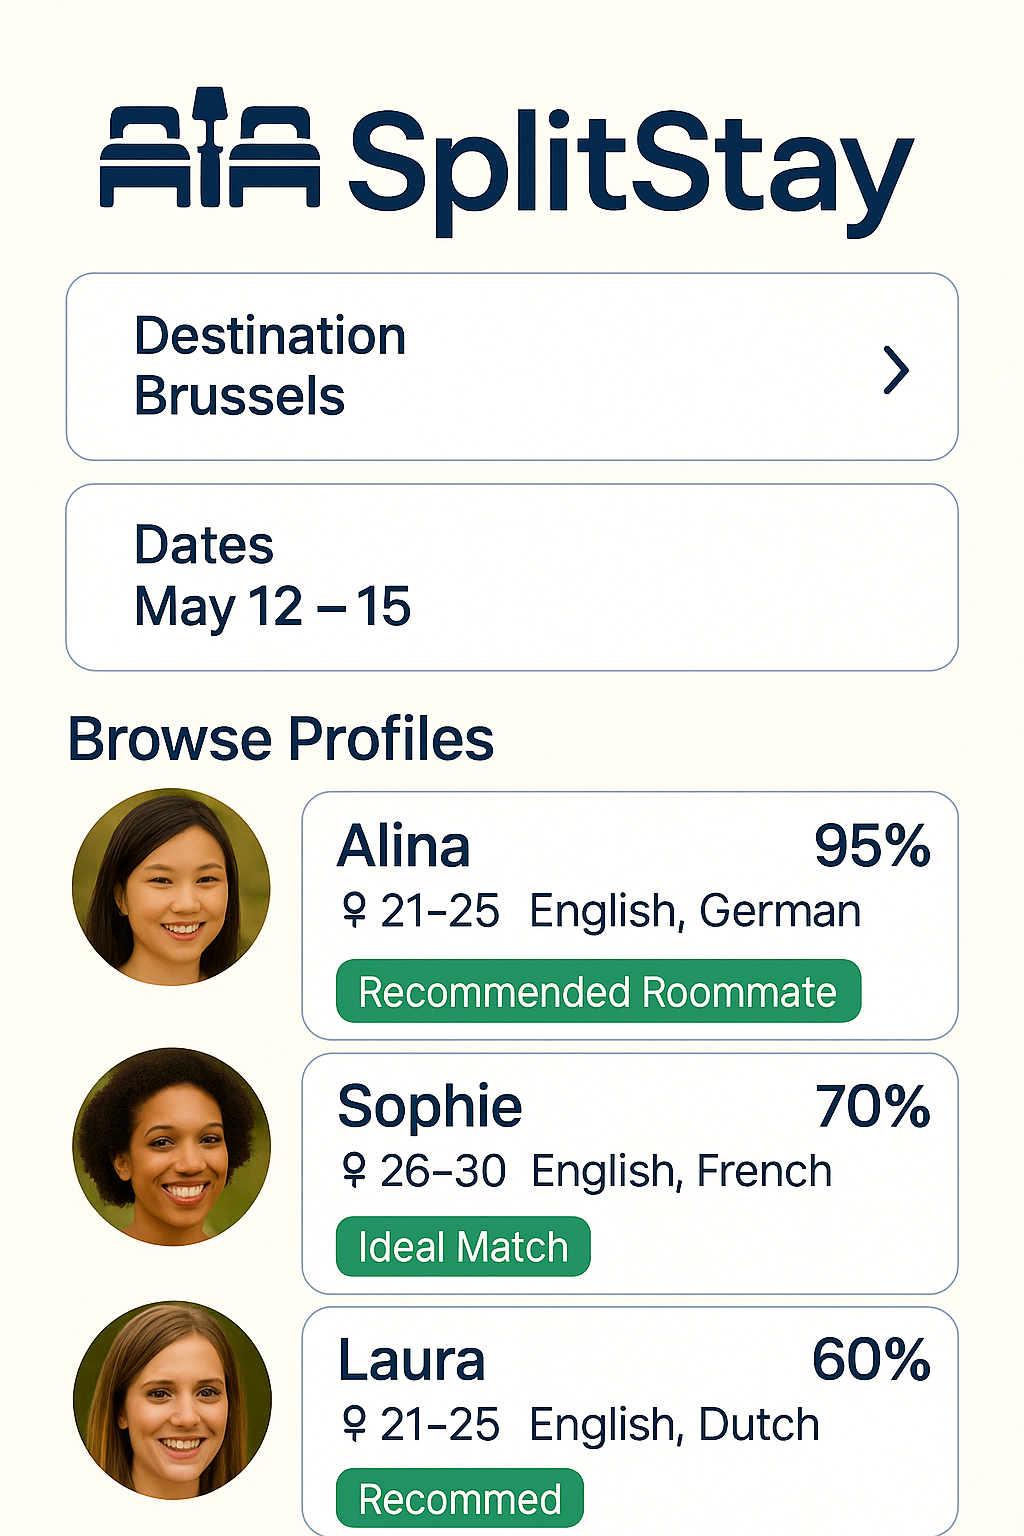 SplitStay
Destination
Brussels
Dates
May 12 – 15
Browse Profiles
Alina 95%
♀ 21–25 English, German
Recommended Roommate
Sophie 70%
♀ 26–30 English, French
Ideal Match
Laura 60%
♀ 21–25 English, Dutch
Recommed